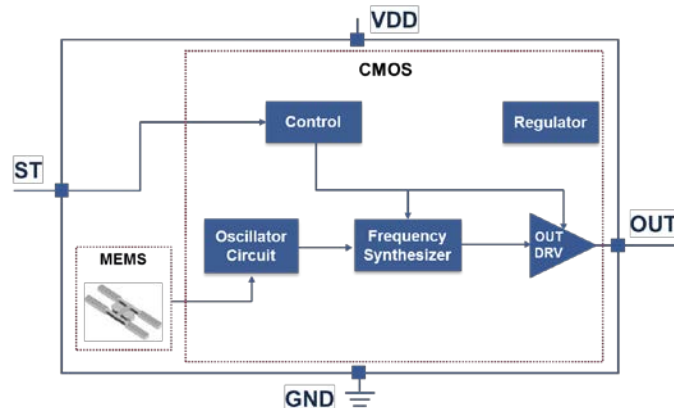 VDD
CMOS
Control
Regulator
ST
Oscillator
Circuit
Frequency
Synthesizer
OUT
DRV
OUT
MEMS
GND